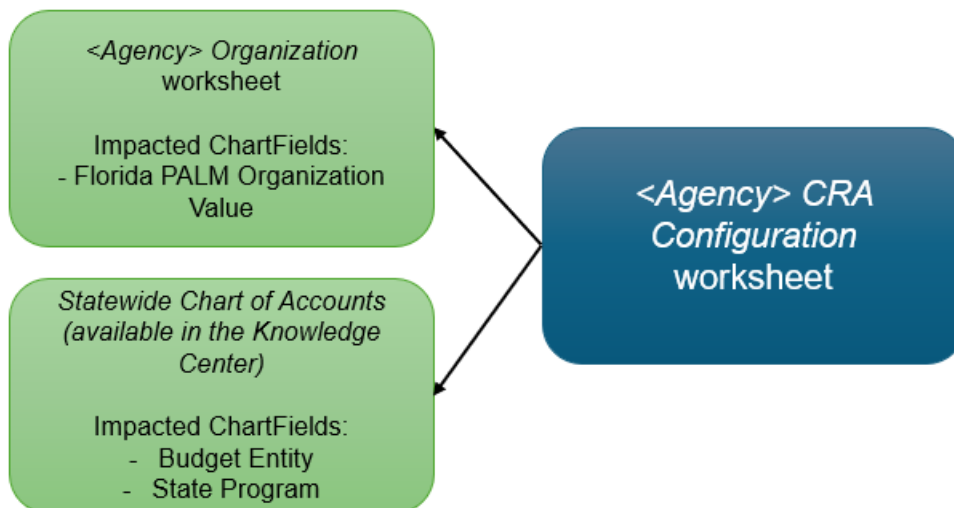 <Agency> Organization
worksheet
Impacted ChartFields:
- Florida PALM Organization
Value
Statewide Chart of Accounts
(available in the Knowledge
Center)
Impacted ChartFields:
- Budget Entity
- State Program
<Agency> CRA
Configuration
worksheet